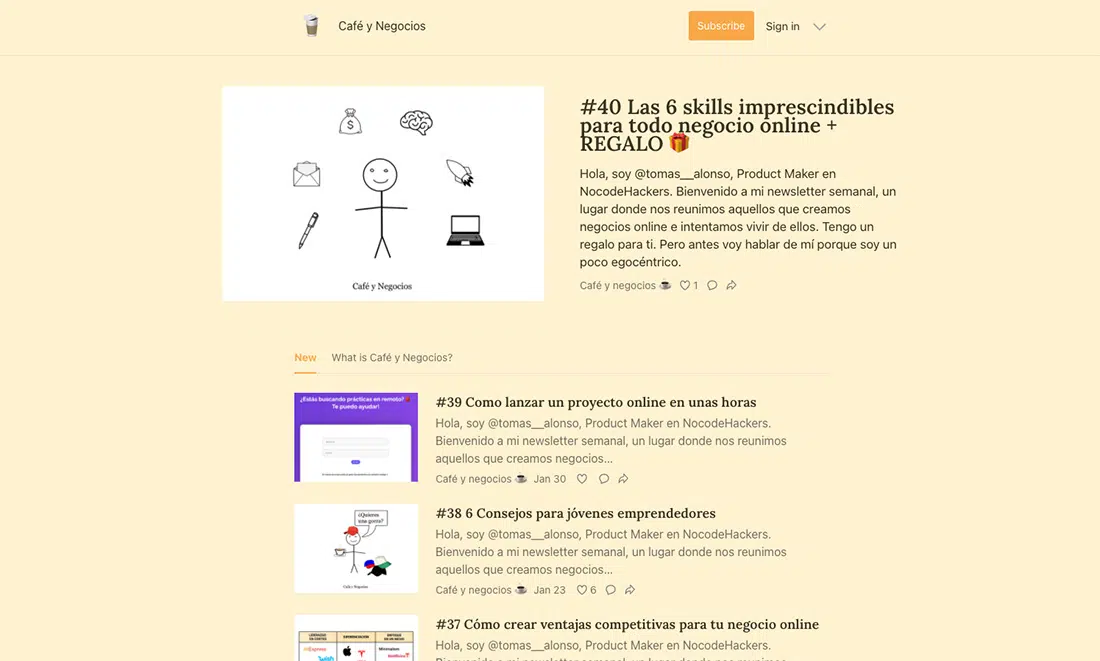 Café y Negocios
Subscribe
Sign in
$
Café y Negocios
#40 Las 6 skills imprescindibles
para todo negocio online +
REGALO 🎁
Hola, soy @tomas__alonso, Product Maker en
NocodeHackers. Bienvenido a mi newsletter semanal, un
lugar donde nos reunimos aquellos que creamos
negocios online e intentamos vivir de ellos. Tengo un
regalo para ti. Pero antes voy hablar de mí porque soy un
poco egocéntrico.
Café y negocios ☕ 1
New
What is Café y Negocios?
¿Estás buscando prácticas en remoto?
Te puedo ayudar!
#39 Como lanzar un proyecto online en unas horas
Hola, soy @tomas__alonso, Product Maker en NocodeHackers.
Bienvenido a mi newsletter semanal, un lugar donde nos reunimos
aquellos que creamos negocios…
Café y negocios ☕ Jan 30
¿Quieres
una gorra?
Café y Negocios
#38 6 Consejos para jóvenes emprendedores
Hola, soy @tomas__alonso, Product Maker en NocodeHackers.
Bienvenido a mi newsletter semanal, un lugar donde nos reunimos
aquellos que creamos negocios…
Café y negocios ☕ Jan 23 6
LIDERAZGO
EN COSTES
DIFERENCIACIÓN
ENFOQUE
AliExpress
wish
Minimalism
#37 Cómo crear ventajas competitivas para tu negocio online
Hola, soy @tomas__alonso, Product Maker en NocodeHackers.